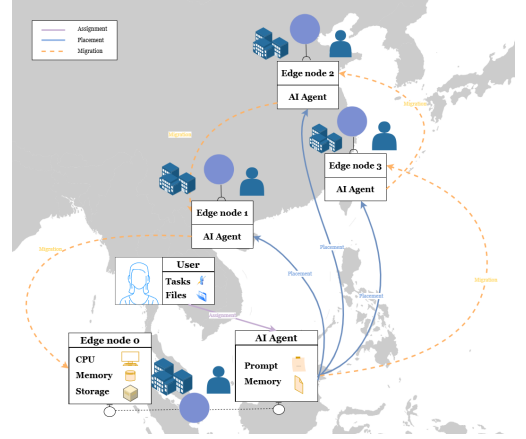 Assignment
Placement
Migration
Edge node 2
AI Agent
Migration
Migration
Edge node 3
AI Agent
Edge node 1
AI Agent
Migration
Placement
Migration
Placement
Placement
User
Tasks
Files
Assignment
Edge node 0
CPU
Memory
Storage
AI Agent
Prompt
Memory